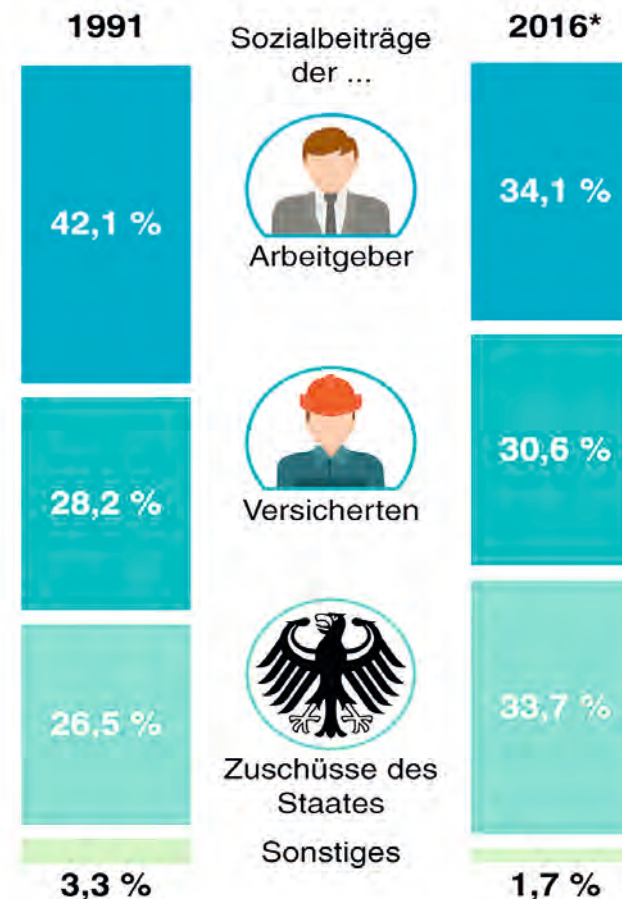 1991
Sozialbeiträge
der ...
2016*
42,1 %
Arbeitgeber
34,1 %
28,2 %
Versicherten
30,6 %
26,5 %
Zuschüsse des
Staates
33,7 %
Sonstiges
3,3 %
1,7 %